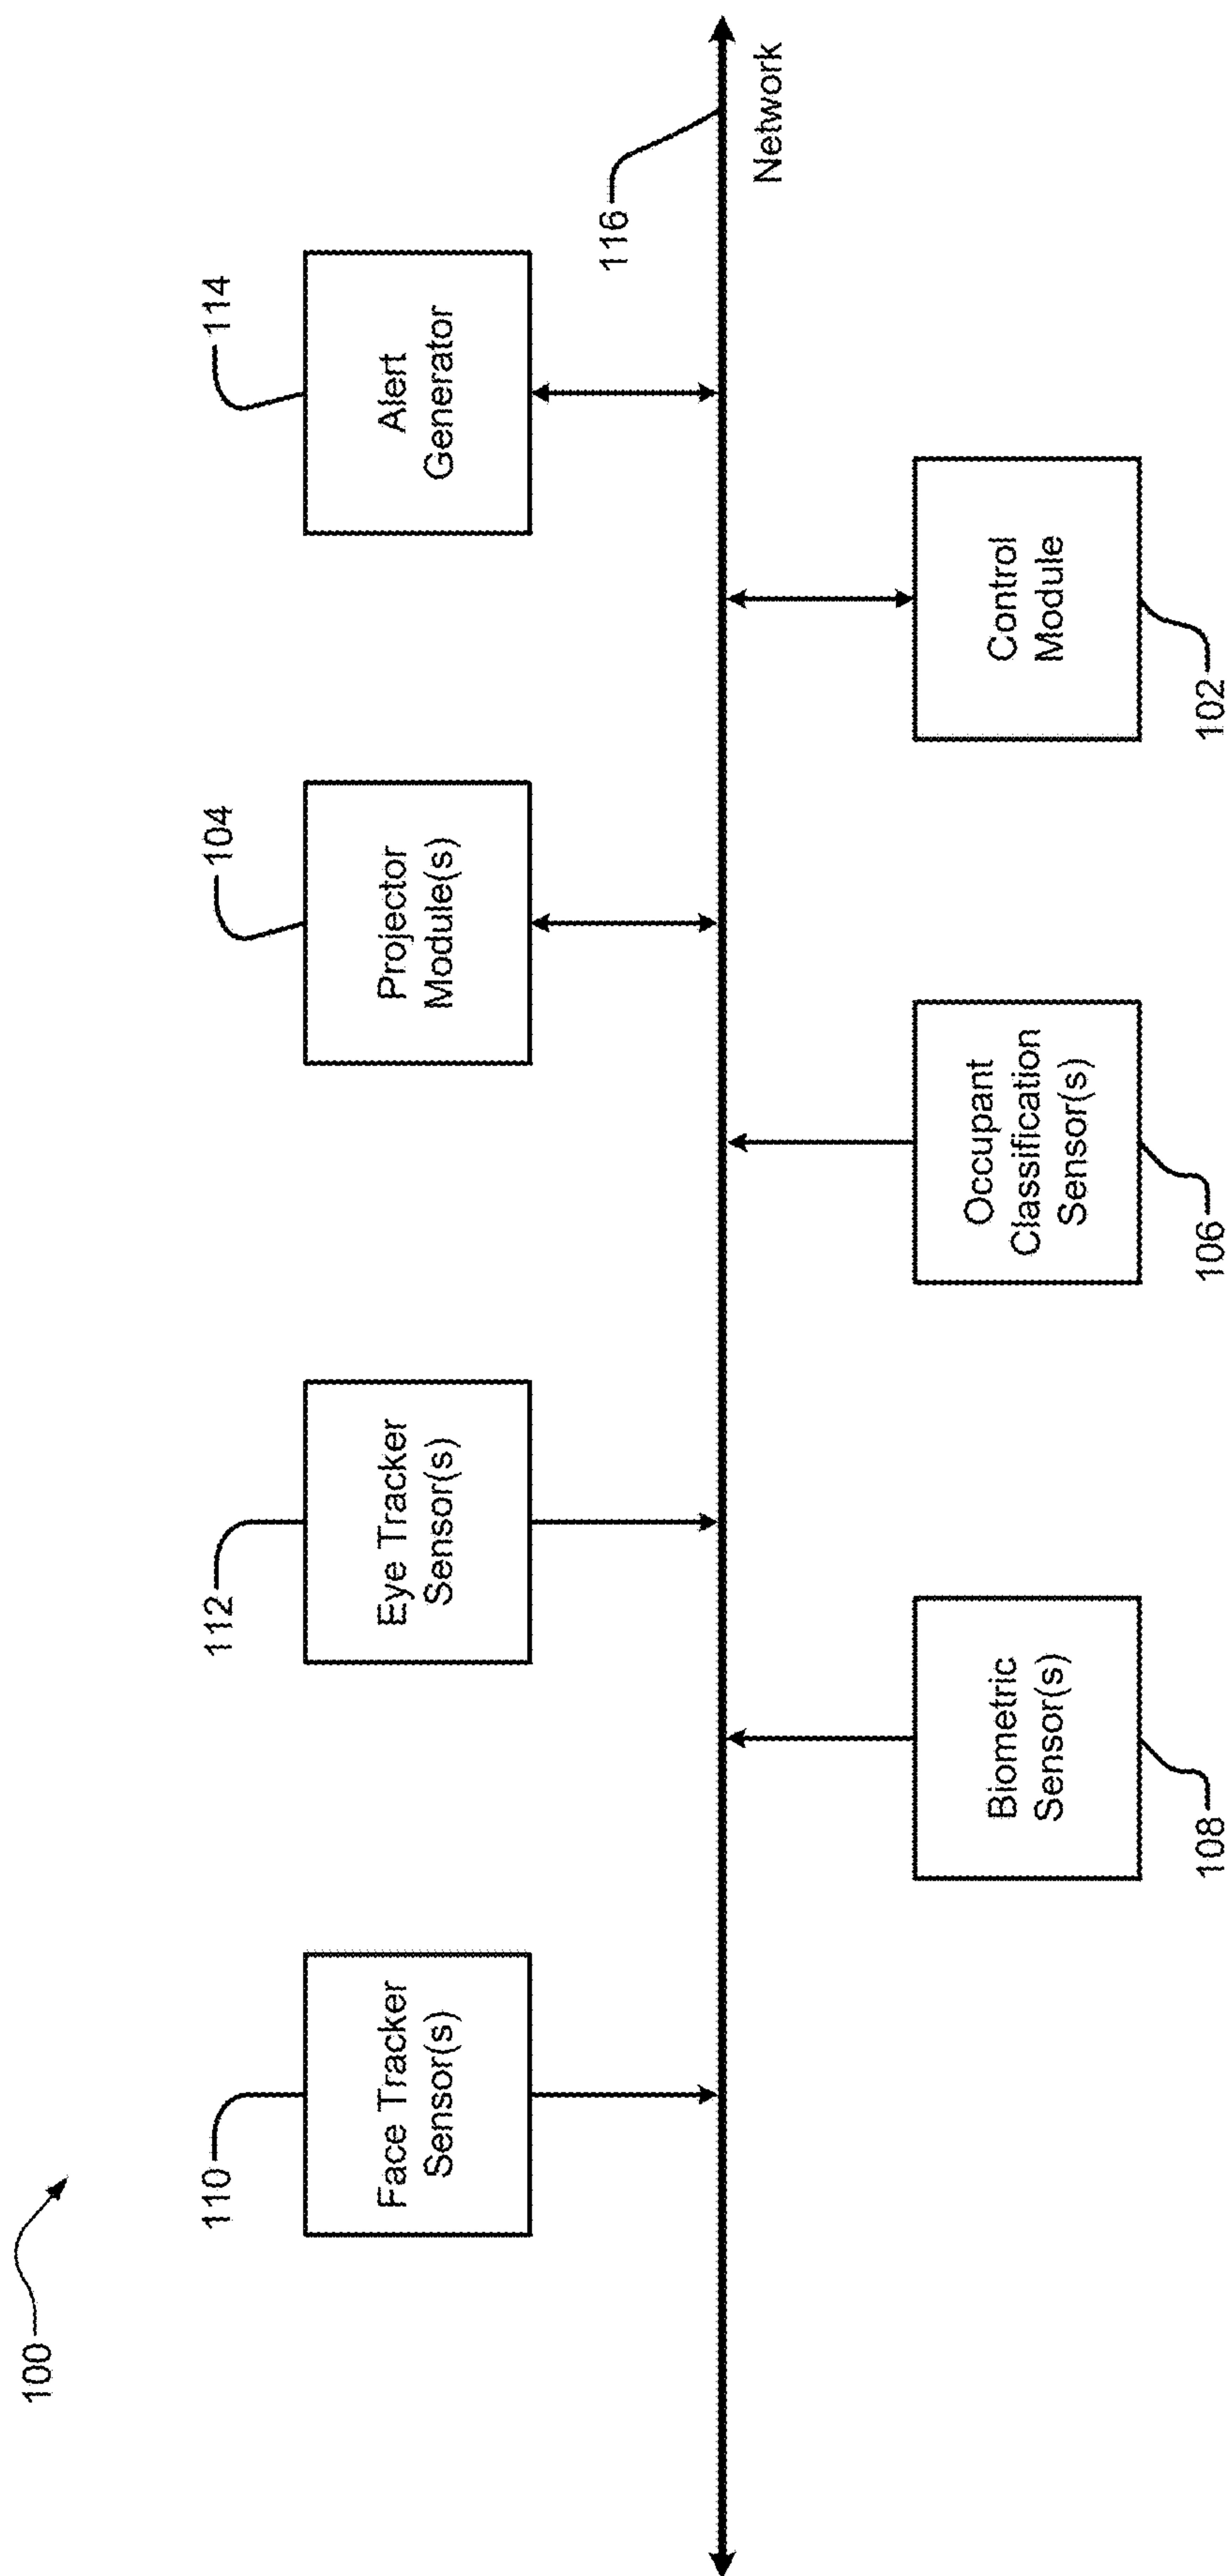 100
110
Face Tracker
Sensor(s)
112
Eye Tracker
Sensor(s)
104
Projector
Module(s)
114
Alert
Generator
116
Network
Biometric
Sensor(s)
108
Occupant
Classification
Sensor(s)
106
Control
Module
102